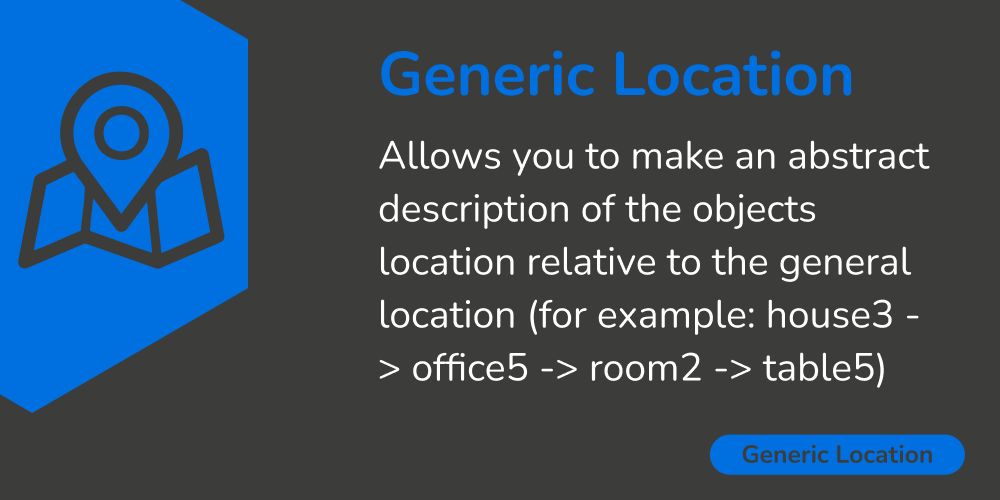 Generic Location
Allows you to make an abstract
description of the objects
location relative to the general
location (for example: house3 -
> office5 -> room2 -> table5)
Generic Location